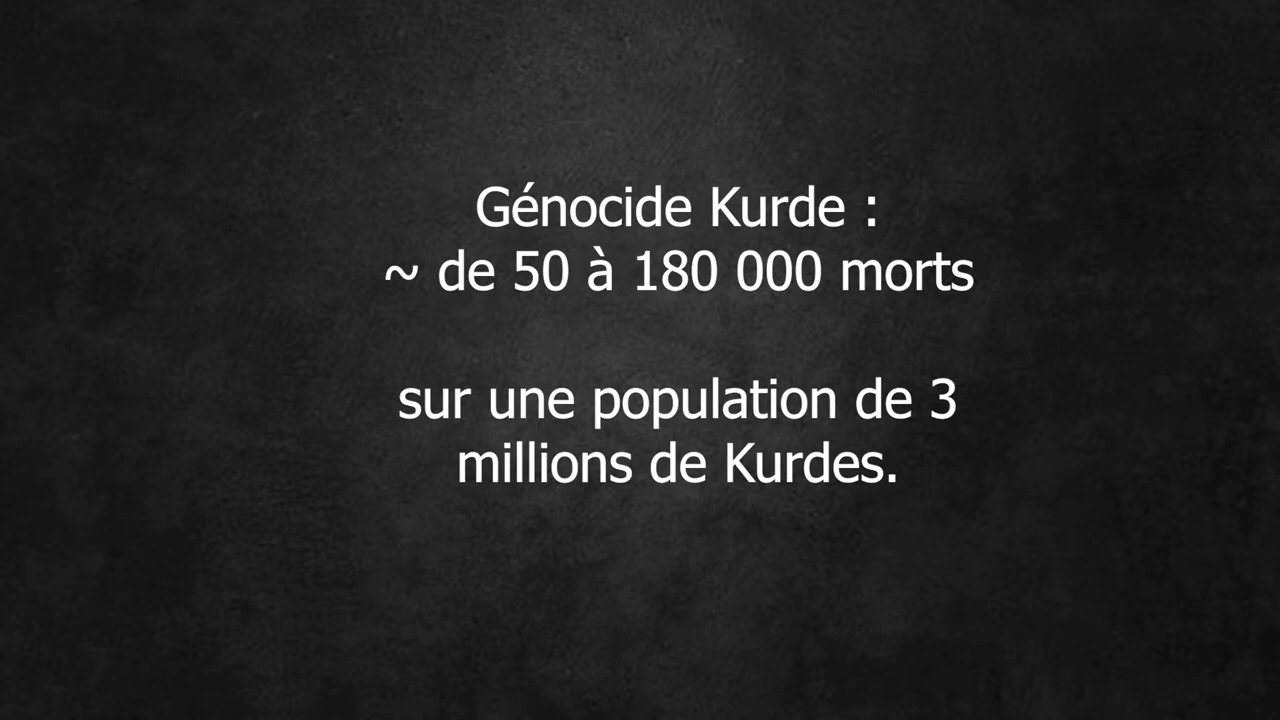 Génocide Kurde :
~ de 50 à 180 000 morts
sur une population de 3
millions de Kurdes.